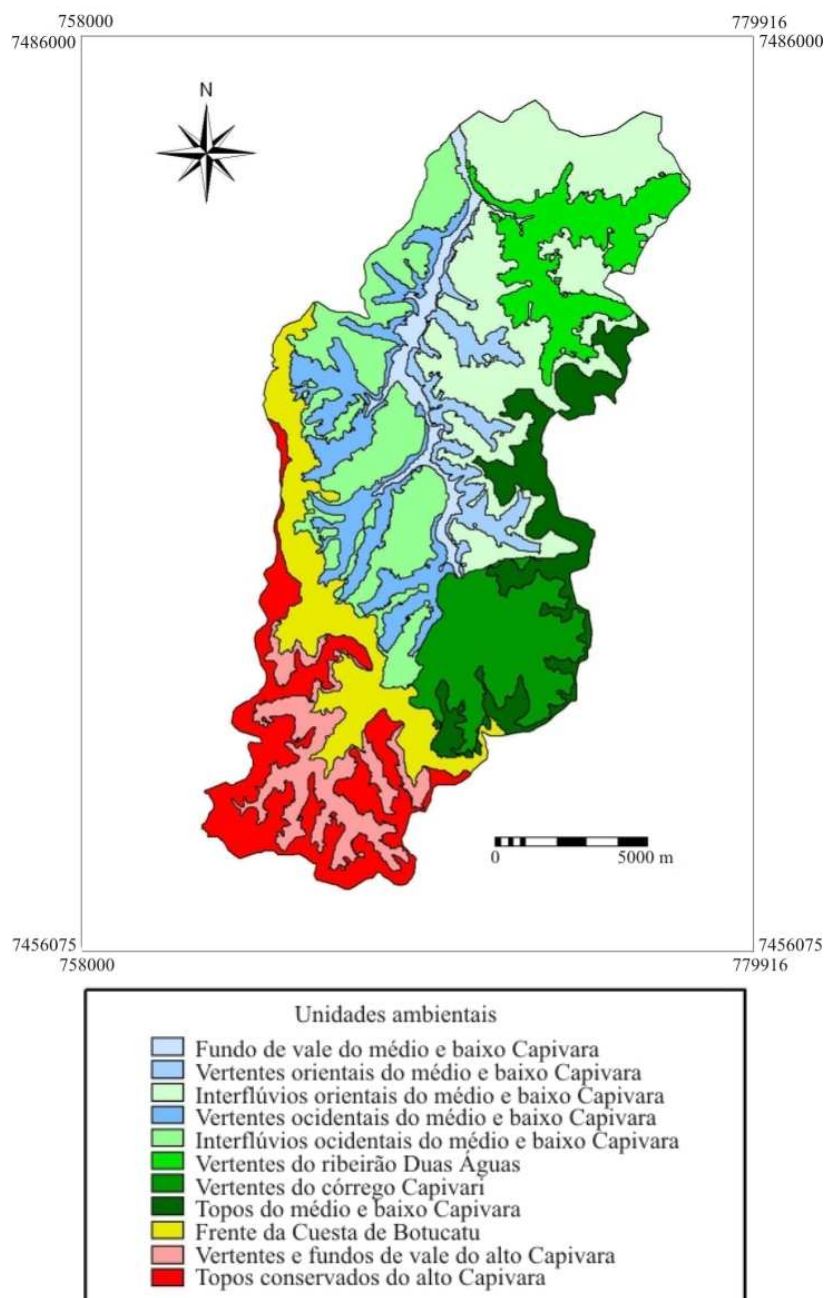 758000 779916
7486000 7486000
N
0 5000 m
7456075 7456075
758000 779916
Unidades ambientais
Fundo de vale do médio e baixo Capivara
Vertentes orientais do médio e baixo Capivara
Interflúvios orientais do médio e baixo Capivara
Vertentes ocidentais do médio e baixo Capivara
Interflúvios ocidentais do médio e baixo Capivara
Vertentes do ribeirão Duas Águas
Vertentes do córrego Capivari
Topos do médio e baixo Capivara
Frente da Cuesta de Botucatu
Vertentes e fundos de vale do alto Capivara
Topos conservados do alto Capivara